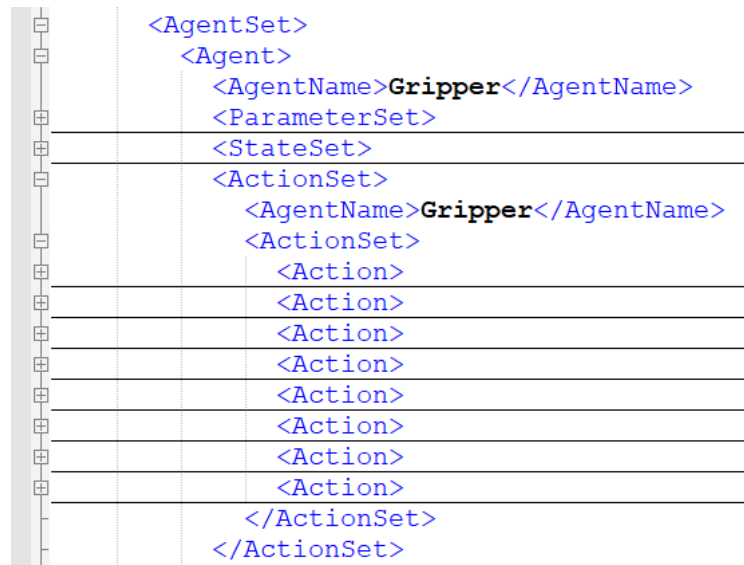 <AgentSet>
<Agent>
<AgentName>Gripper</AgentName>
<ParameterSet>
<StateSet>
<ActionSet>
<AgentName>Gripper</AgentName>
<ActionSet>
<Action>
<Action>
<Action>
<Action>
<Action>
<Action>
<Action>
<Action>
</ActionSet>
</ActionSet>